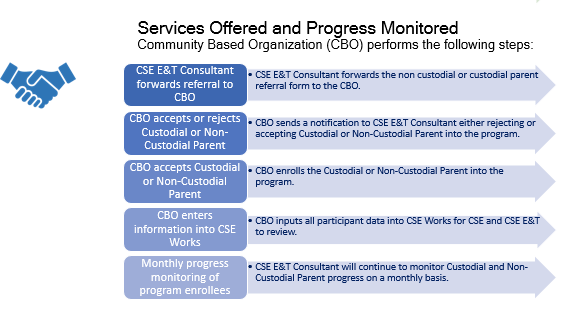 Services Offered and Progress Monitored
Community Based Organization (CBO) performs the following steps:
CSE E&T Consultant
forwards referral to
CBO
• CSE E&T Consultant forwards the non custodial or custodial parent
referral form to the CBO.
CBO accepts or rejects
Custodial or Non-
Custodial Parent
• CBO sends a notification to CSE E&T Consultant either rejecting or
accepting Custodial or Non-Custodial Parent into the program.
CBO accepts Custodial
or Non-Custodial
Parent
• CBO enrolls the Custodial or Non-Custodial Parent into the
program.
CBO enters
information into CSE
Works
• CBO inputs all participant data into CSE Works for CSE and CSE E&T
to review.
Monthly progress
monitoring of
program enrollees
• CSE E&T Consultant will continue to monitor Custodial and Non-
Custodial Parent progress on a monthly basis.